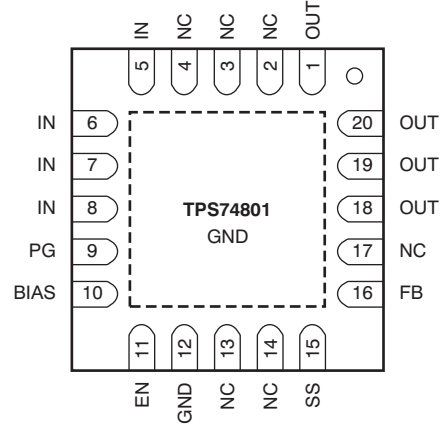 IN NC NC NC OUT
5 4 3 2 1
IN 6 20 OUT
IN 7 19 OUT
IN 8 TPS74801 18 OUT
GND
PG 9 17 NC
BIAS 10 16 FB
11 12 13 14 15
EN GND NC NC SS